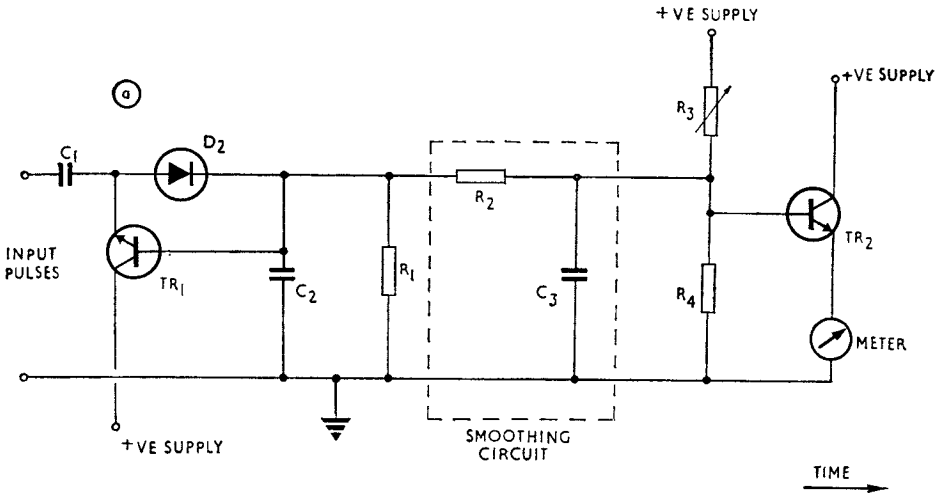 +VE SUPPLY
+VE SUPPLY
a
D2
C1
R3
R2
INPUT
PULSES
TR1
C2
R1
C3
R4
TR2
METER
+VE SUPPLY
SMOOTHING
CIRCUIT
TIME